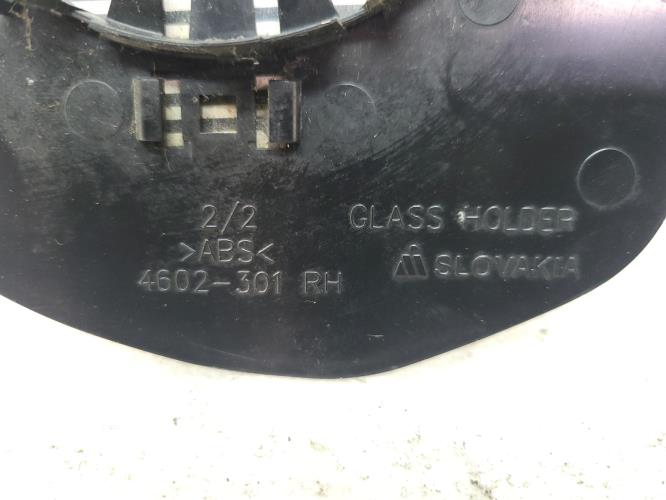 2/2
>ABS<
4602-301 RH
GLASS HOLDER
SLOVAKIA